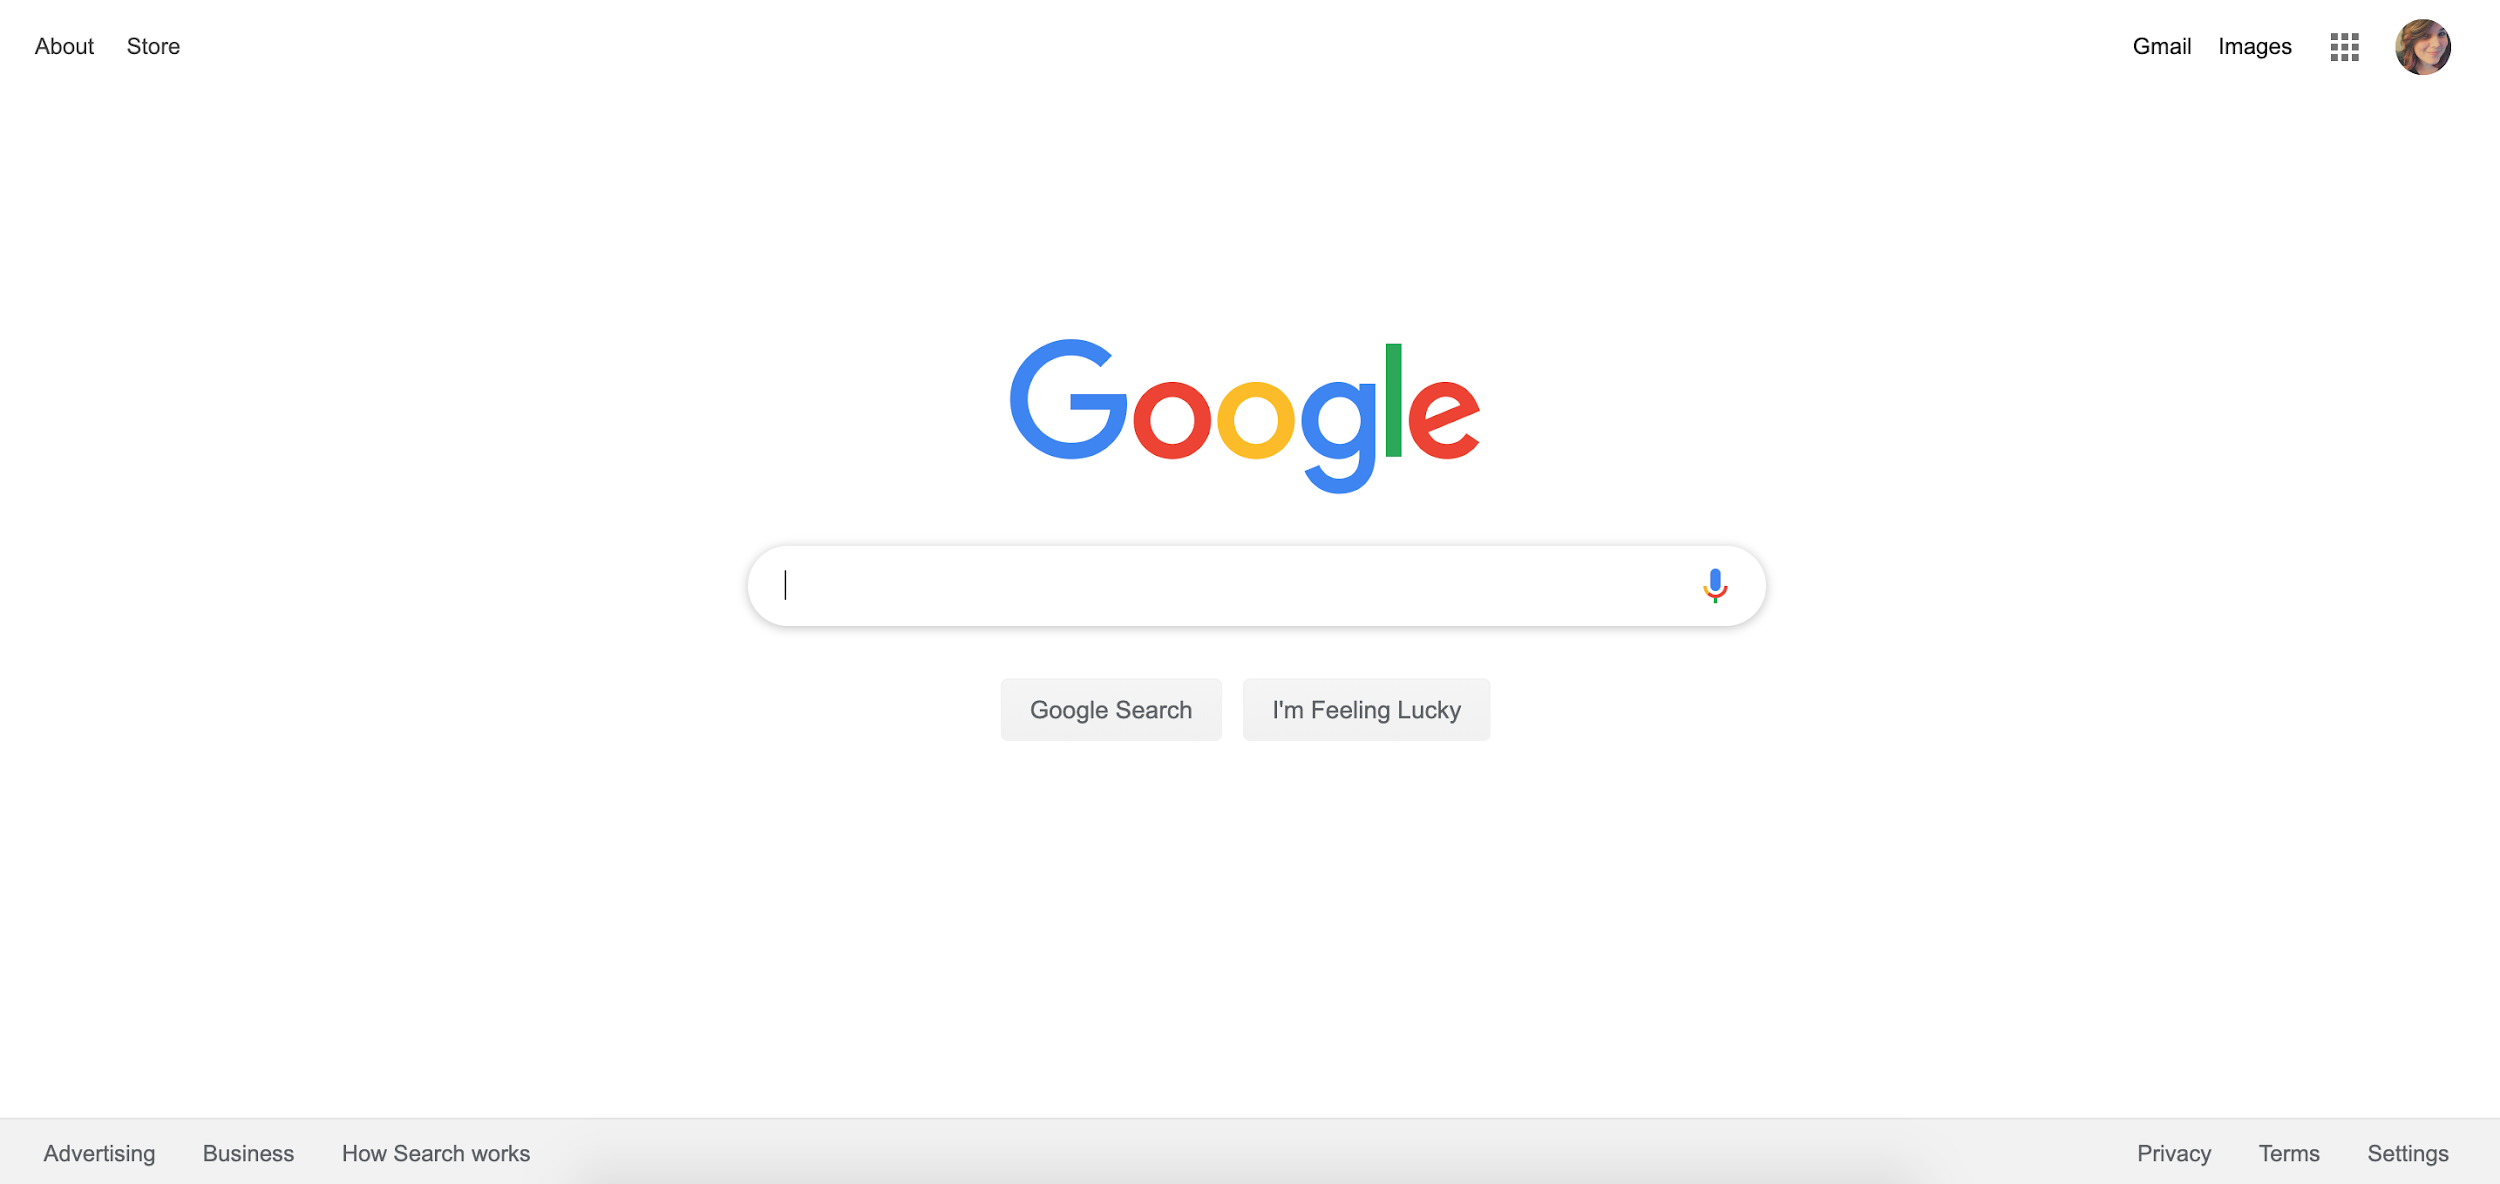 About Store Gmail Images
Google
Google Search I'm Feeling Lucky
Advertising Business How Search works Privacy Terms Settings